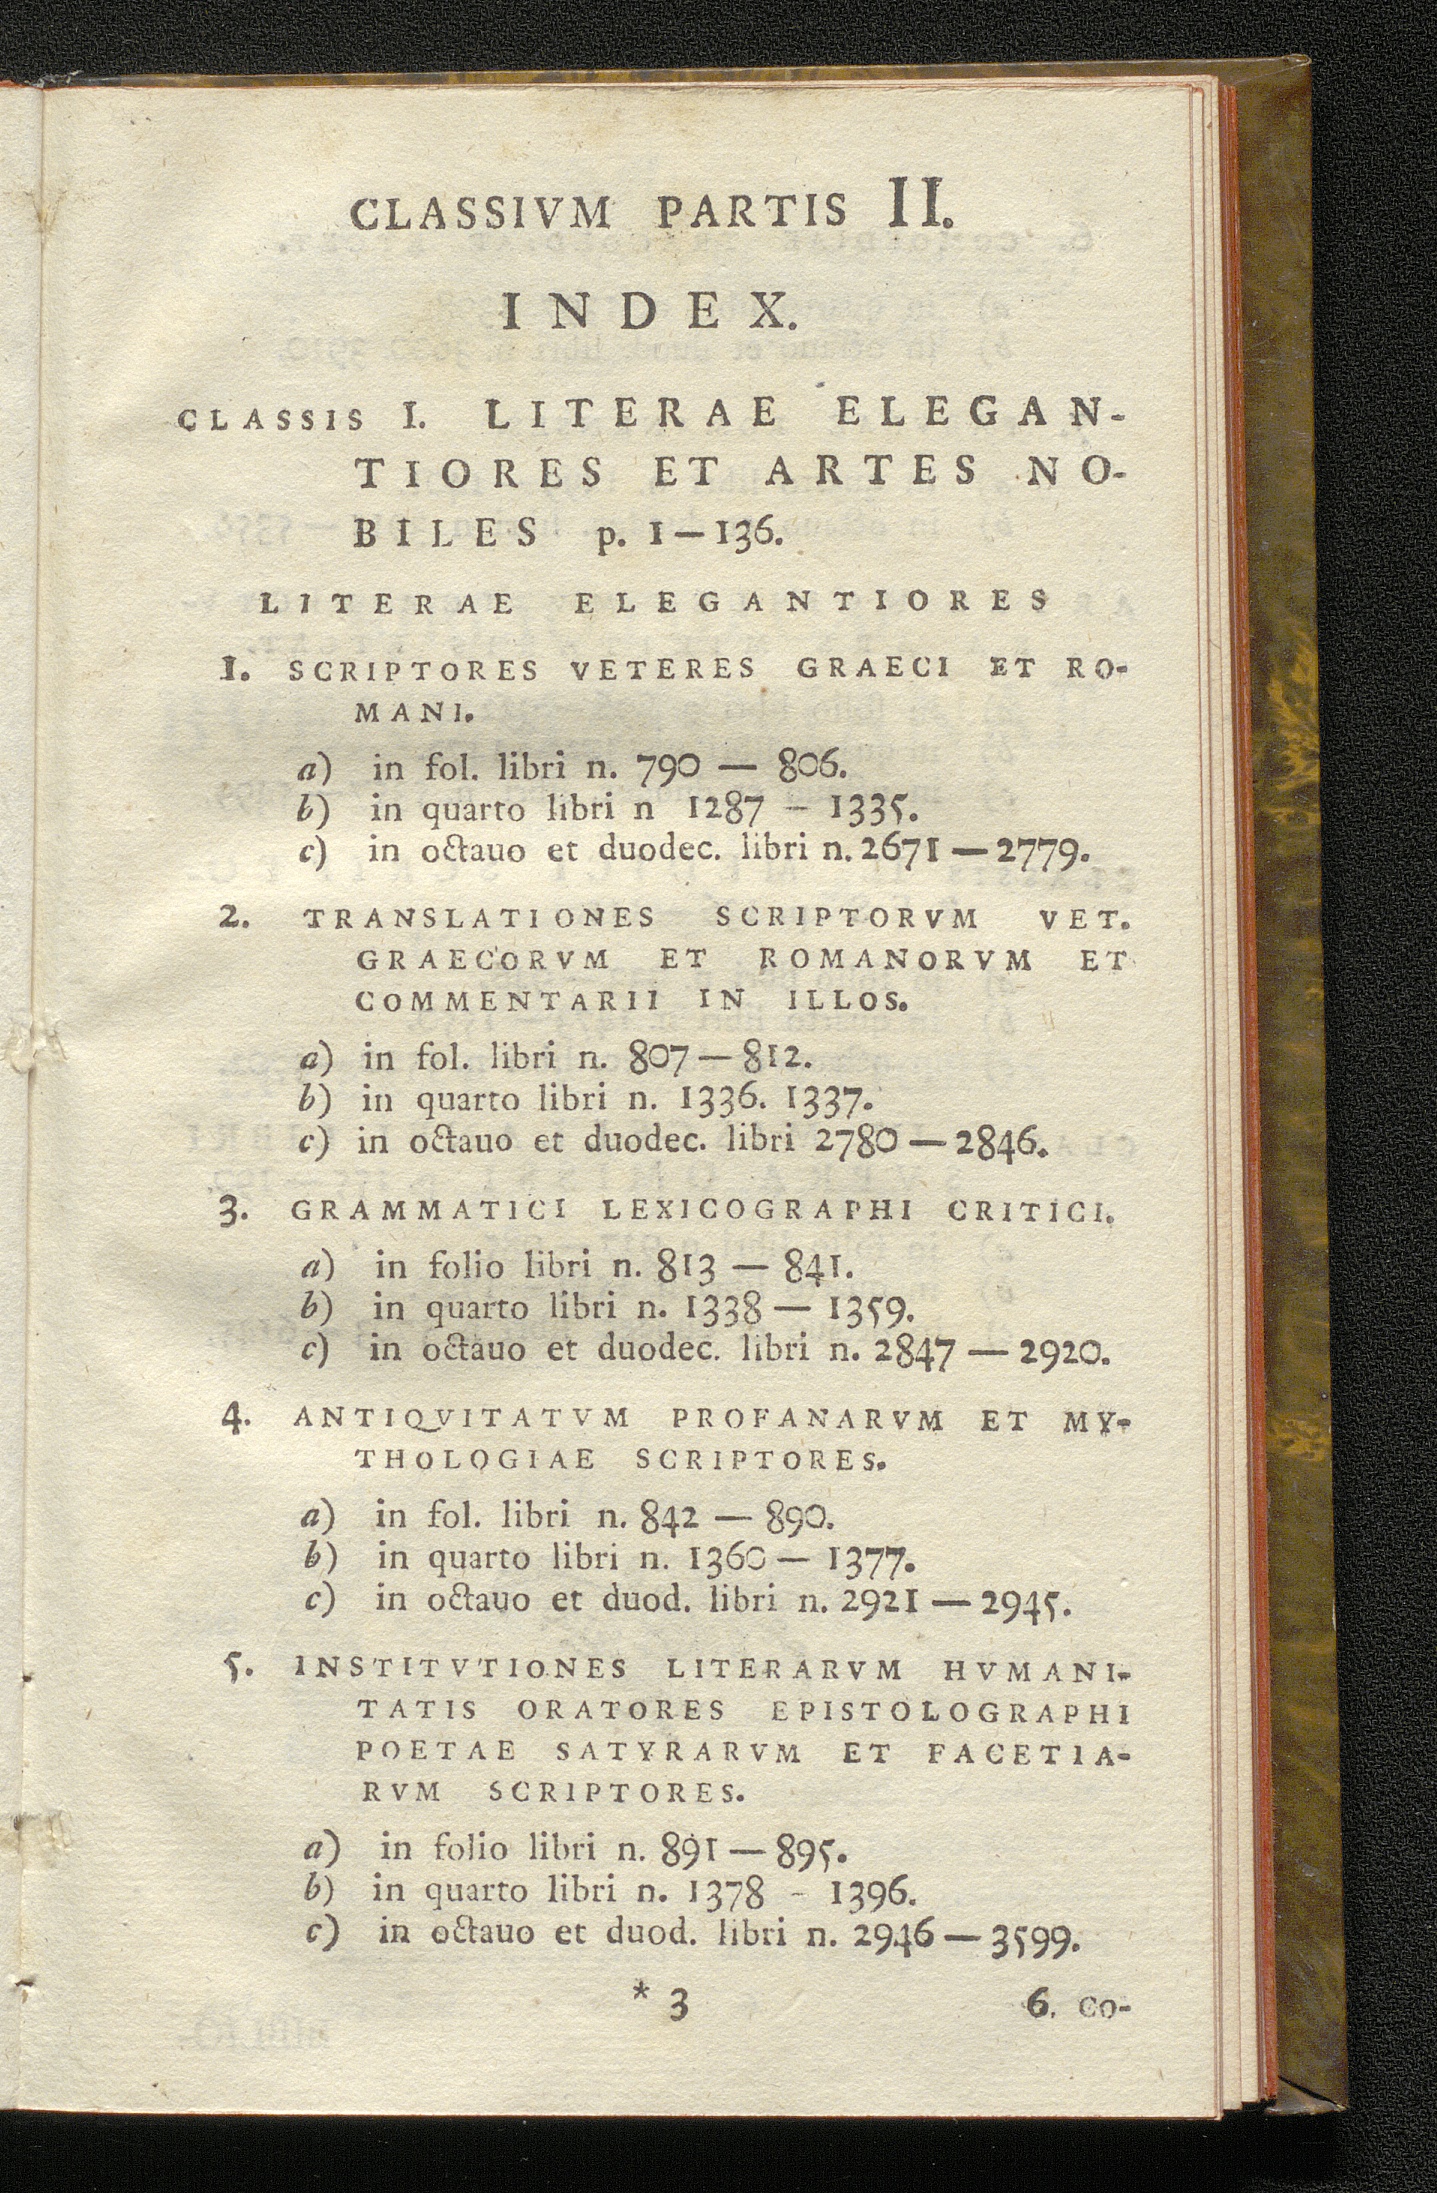 CLASSIVM PARTIS II.
INDEX.
CLASSIS I. LITERAE ELEGAN-
TIORES ET ARTES NO-
BILES p. 1—136.
LITERAE ELEGANTIORES
1. SCRIPTORES VETERES GRAECI ET RO-
MANI.
a) in fol. libri n. 790 — 806.
b) in quarto libri n 1287 – 1335.
c) in octauo et duodec. libri n. 2671 — 2779.
2. TRANSLATIONES SCRIPTORVM VET.
GRAECORVM ET ROMANORVM ET
COMMENTARII IN ILLOS.
a) in fol. libri n. 807 — 812.
b) in quarto libri n. 1336. 1337.
c) in octauo et duodec. libri 2780 — 2846.
3. GRAMMATICI LEXICOGRAPHI CRITICI.
a) in folio libri n. 813 — 841.
b) in quarto libri n. 1338 — 1359.
c) in octauo et duodec. libri n. 2847 — 2920.
4. ANTIQVITATVM PROFANARVM ET MY-
THOLOGIAE SCRIPTORES.
a) in fol. libri n. 842 — 890.
b) in quarto libri n. 1360 — 1377.
c) in octauo et duod. libri n. 2921 — 2945.
5. INSTITVTIONES LITERARVM HVMANI-
TATIS ORATORES EPISTOLOGRAPHI
POETAE SATYRARVM ET FACETIA-
RVM SCRIPTORES.
a) in folio libri n. 891 — 895.
b) in quarto libri n. 1378 - 1396.
c) in octauo et duod. libri n. 2946 — 3599.
* 3 6. CO-